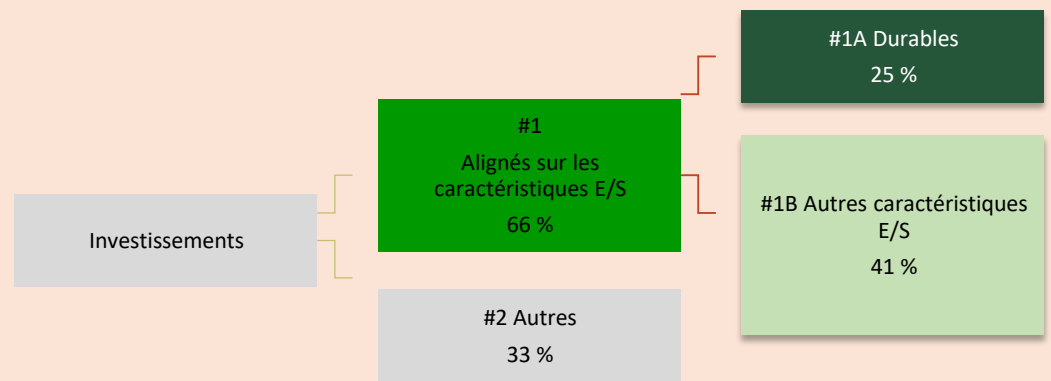 Investissements
#1
Alignés sur les
caractéristiques E/S
66 %
#2 Autres
33 %
#1A Durables
25 %
#1B Autres caractéristiques
E/S
41 %